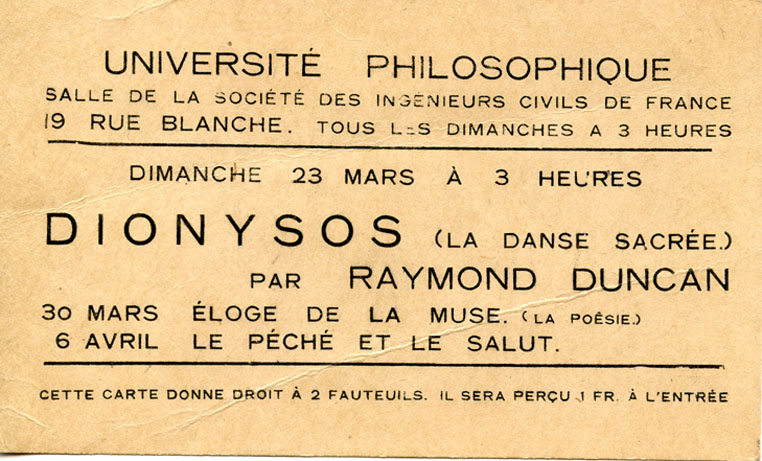 UNIVERSITÉ PHILOSOPHIQUE
SALLE DE LA SOCIÉTÉ DES INGÉNIEURS CIVILS DE FRANCE
19 RUE BLANCHE. TOUS LES DIMANCHES A 3 HEURES
DIMANCHE 23 MARS À 3 HEURES
DIONYSOS (LA DANSE SACRÉE.)
PAR RAYMOND DUNCAN
30 MARS ÉLOGE DE LA MUSE. (LA POÊSIE.)
6 AVRIL LE PÉCHÉ ET LE SALUT.
CETTE CARTE DONNE DROIT À 2 FAUTEUILS. IL SERA PERÇU 1 FR. À L'ENTRÉE